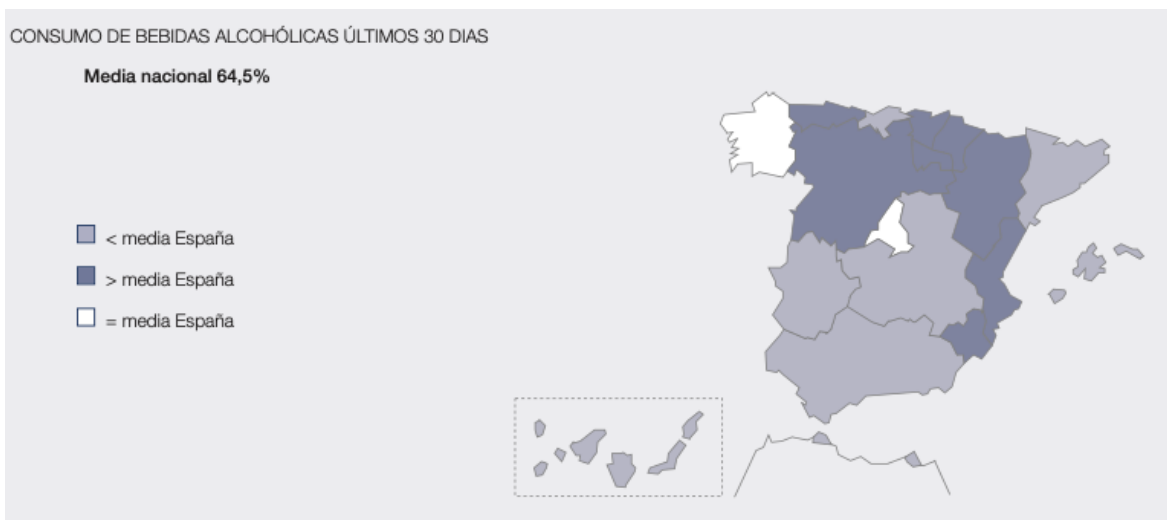 CONSUMO DE BEBIDAS ALCOHÓLICAS ÚLTIMOS 30 DIAS
Media nacional 64,5%
< media España
> media España
= media España